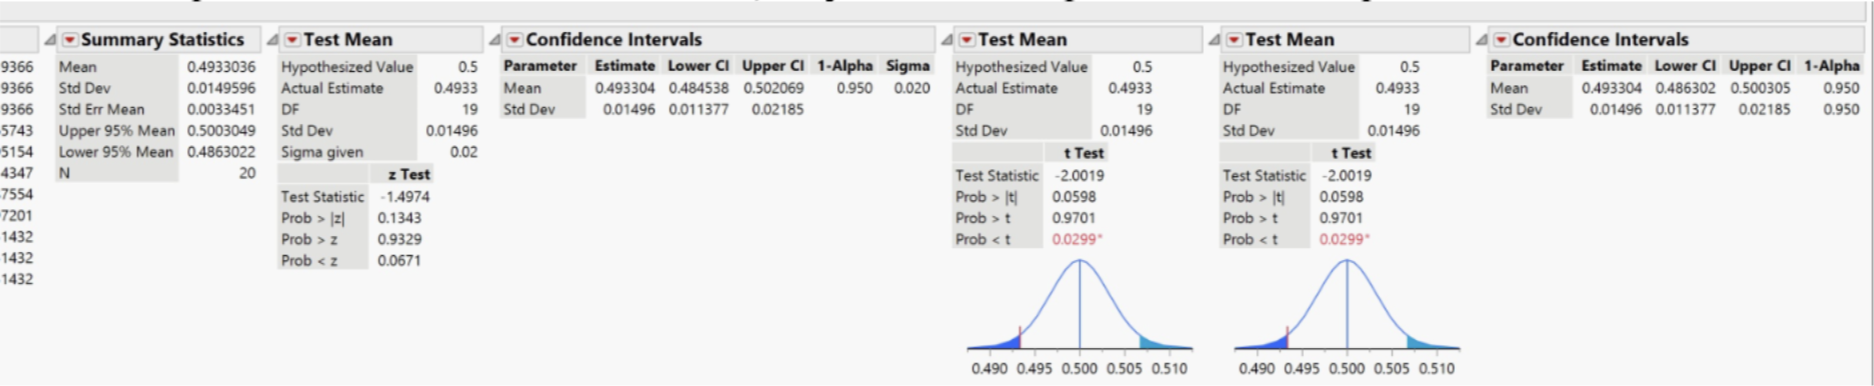 9366
9366
9366
5743
5154
4347
7554
7201
1432
1432
1432
Summary Statistics
Mean 0.4933036
Std Dev 0.0149596
Std Err Mean 0.0033451
Upper 95% Mean 0.5003049
Lower 95% Mean 0.4863022
N 20
Test Mean
Hypothesized Value 0.5
Actual Estimate 0.4933
DF 19
Std Dev 0.01496
Sigma given 0.02
z Test
Test Statistic -1.4974
Prob > |z| 0.1343
Prob > z 0.9329
Prob < z 0.0671
Confidence Intervals
Parameter Estimate Lower CI Upper CI 1-Alpha Sigma
Mean 0.493304 0.484538 0.502069 0.950 0.020
Std Dev 0.01496 0.011377 0.02185
Test Mean
Hypothesized Value 0.5
Actual Estimate 0.4933
DF 19
Std Dev 0.01496
t Test
Test Statistic -2.0019
Prob > |t| 0.0598
Prob > t 0.9701
Prob < t 0.0299*
0.490 0.495 0.500 0.505 0.510
Test Mean
Hypothesized Value 0.5
Actual Estimate 0.4933
DF 19
Std Dev 0.01496
t Test
Test Statistic -2.0019
Prob > |t| 0.0598
Prob > t 0.9701
Prob < t 0.0299*
0.490 0.495 0.500 0.505 0.510
Confidence Intervals
Parameter Estimate Lower CI Upper CI 1-Alpha
Mean 0.493304 0.486302 0.500305 0.950
Std Dev 0.01496 0.011377 0.02185 0.950